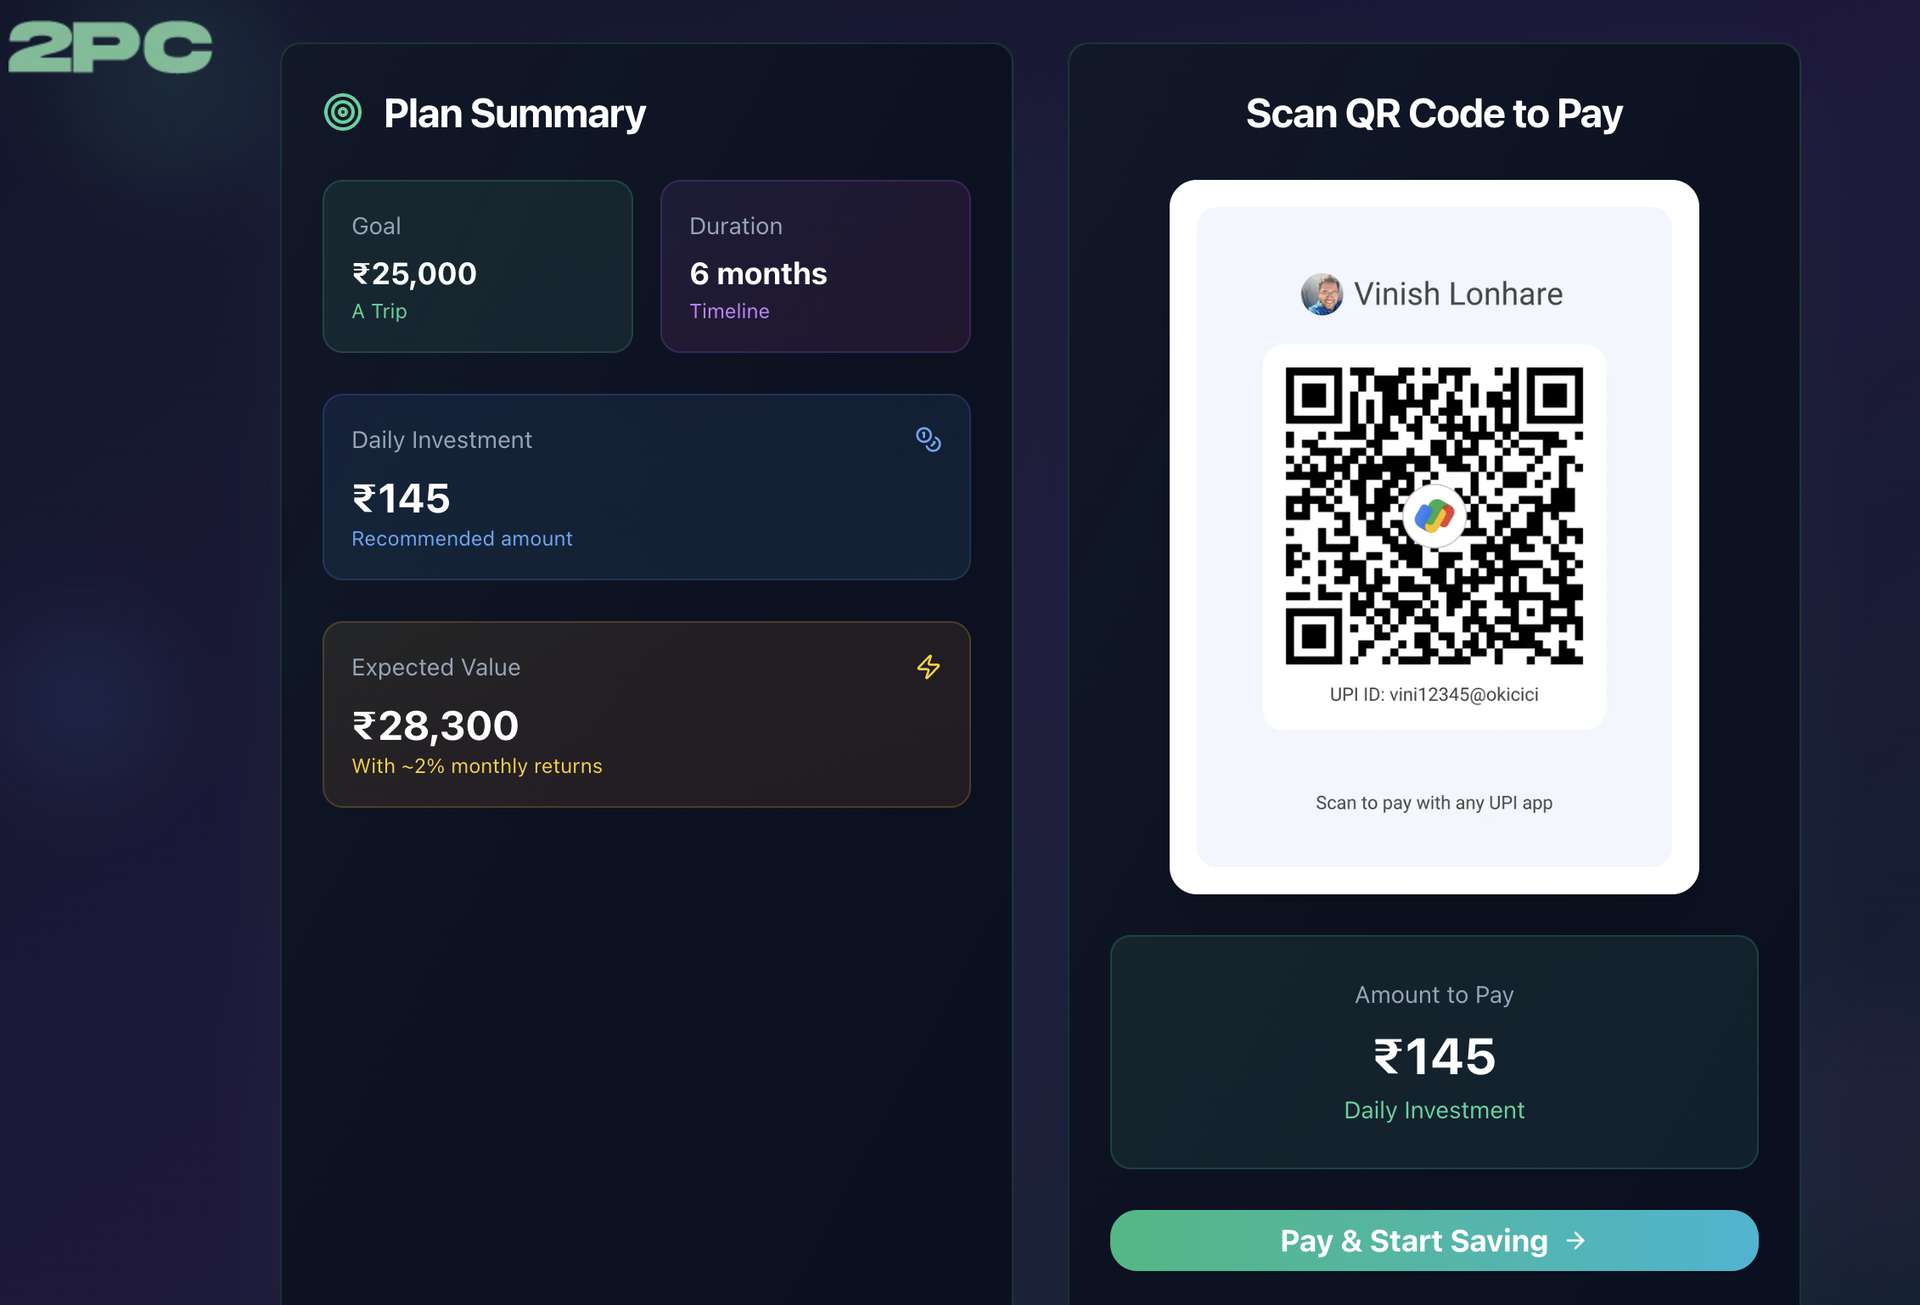 2PC
Plan Summary
Goal
₹25,000
A Trip
Duration
6 months
Timeline
Daily Investment
₹145
Recommended amount
Expected Value
₹28,300
With ~2% monthly returns
Scan QR Code to Pay
Vinish Lonhare
UPI ID: vini12345@okicici
Scan to pay with any UPI app
Amount to Pay
₹145
Daily Investment
Pay & Start Saving →